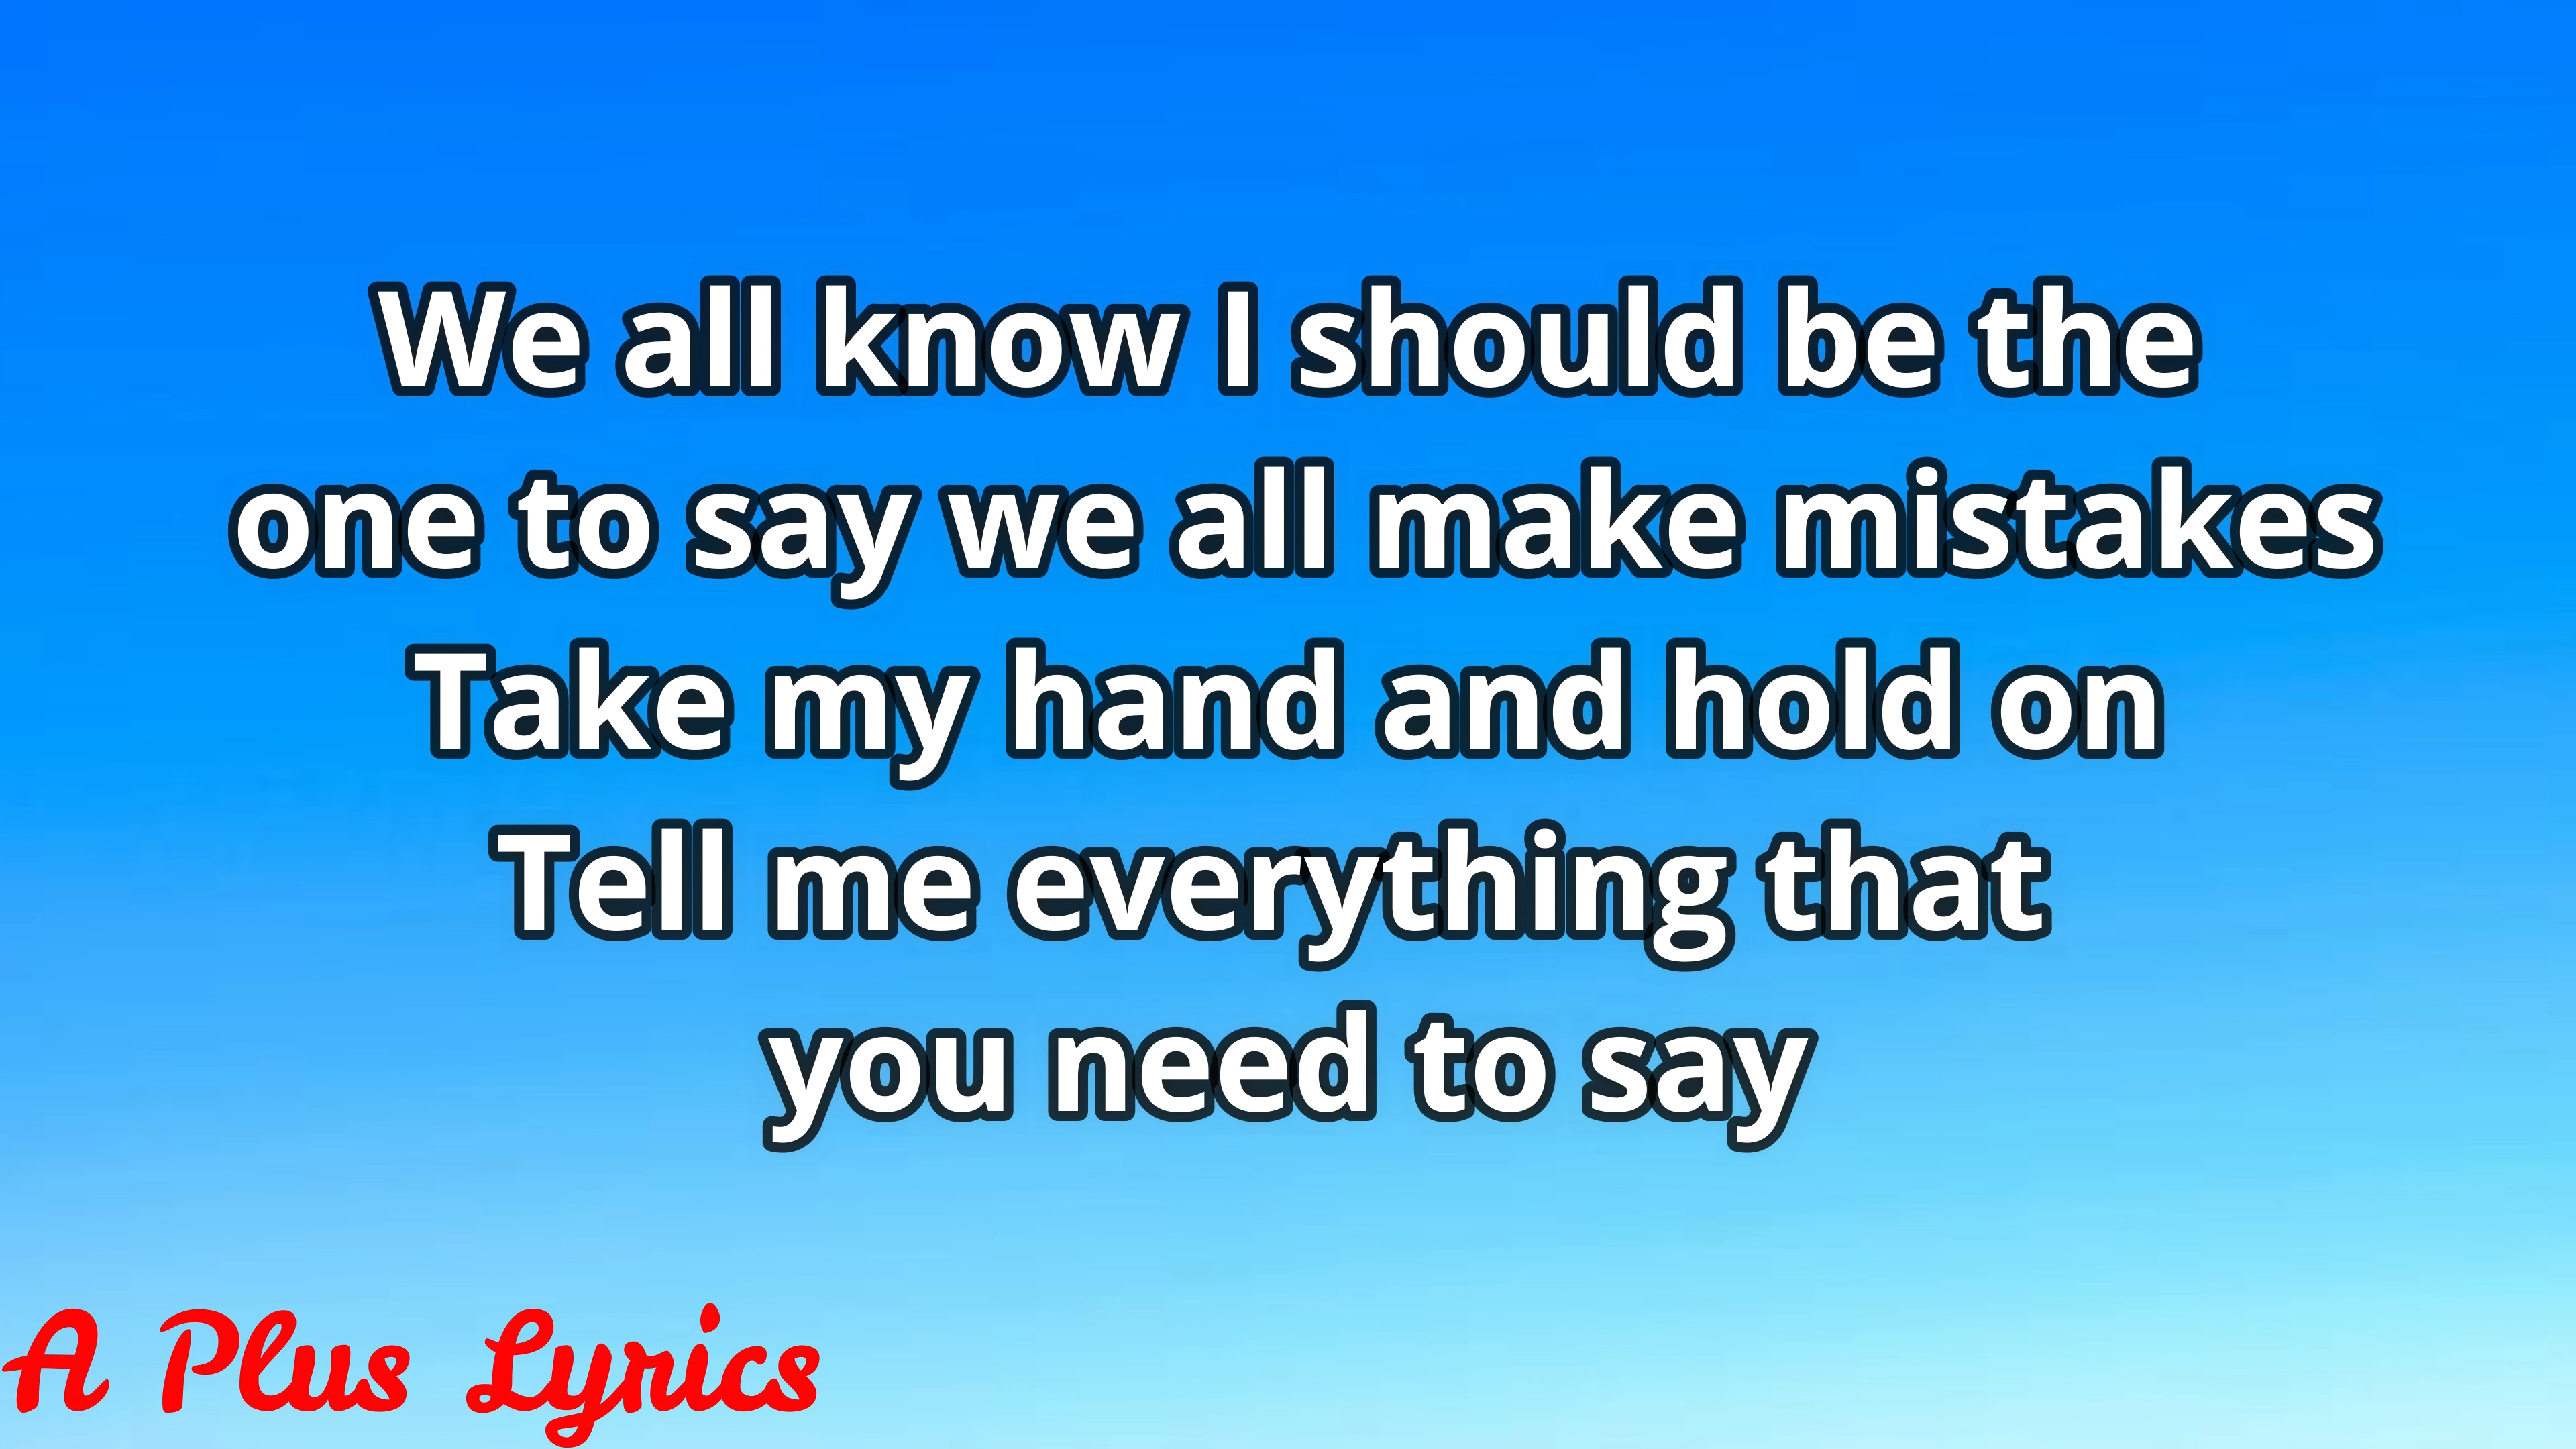 We all know I should be the
one to say we all make mistakes
Take my hand and hold on
Tell me everything that
you need to say
A Plus Lyrics